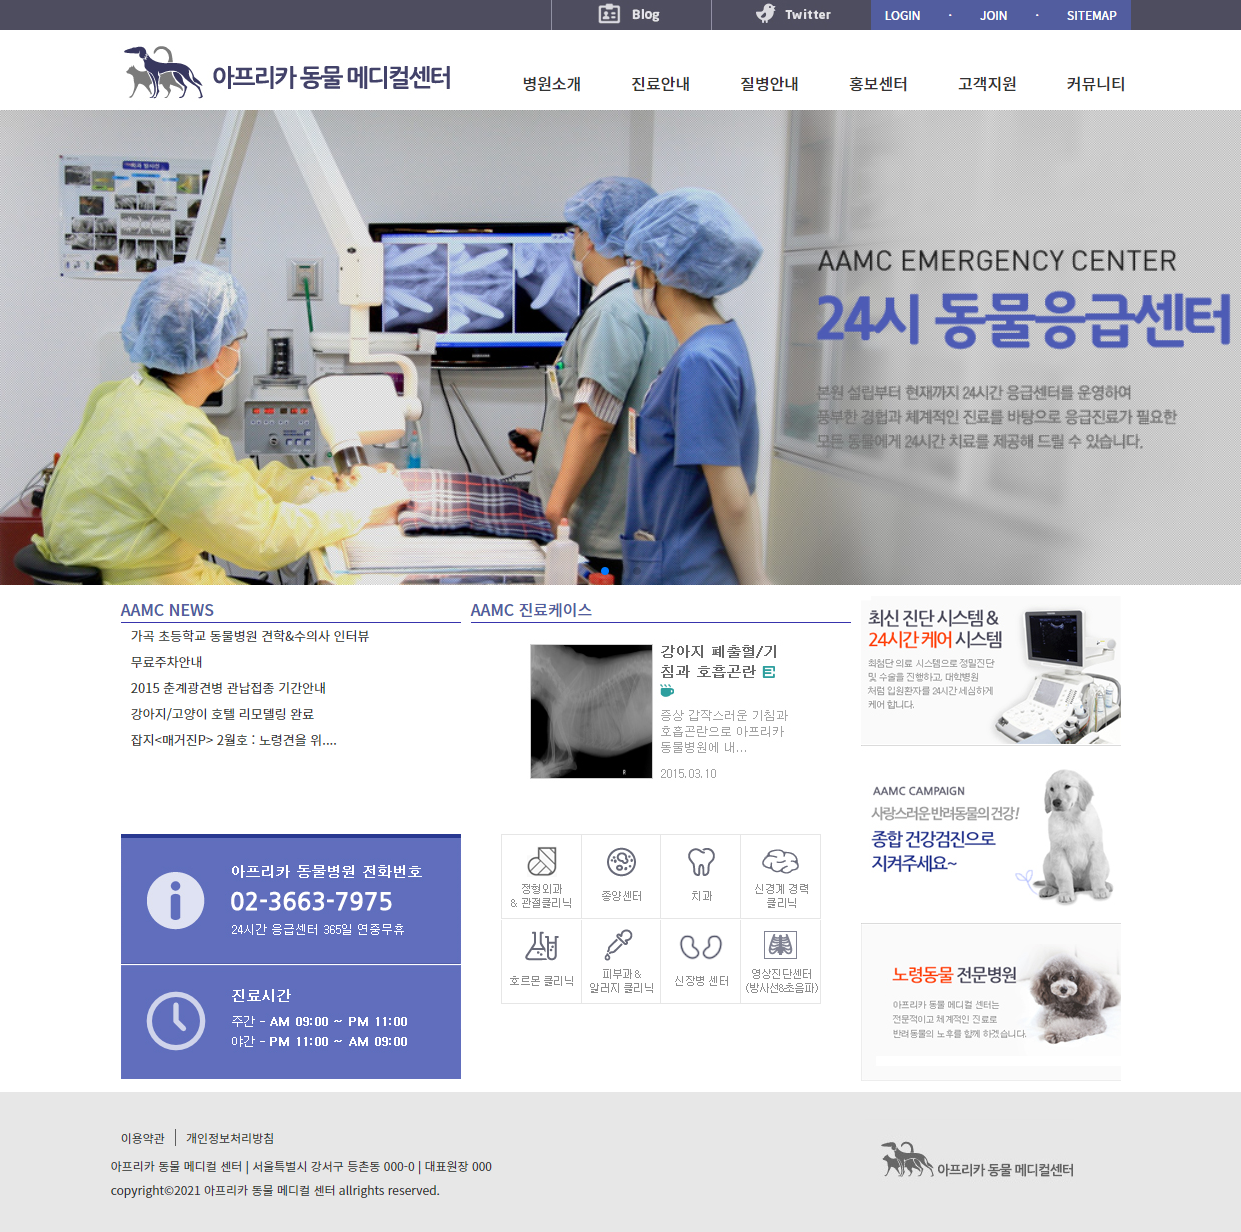 Blog
Twitter
LOGIN · JOIN · SITEMAP
아프리카 동물 메디컬센터
병원소개 진료안내 질병안내 홍보센터 고객지원 커뮤니티
AAMC EMERGENCY CENTER
24시 동물응급센터
본원 설립부터 현재까지 24시간 응급센터를 운영하여
풍부한 경험과 체계적인 진료를 바탕으로 응급진료가 필요한
모든 동물에게 24시간 치료를 제공해 드릴 수 있습니다.
AAMC NEWS
가곡 초등학교 동물병원 견학&수의사 인터뷰
무료주차안내
2015 춘계광견병 관납접종 기간안내
강아지/고양이 호텔 리모델링 완료
잡지<매거진P> 2월호 : 노령견을 위....
AAMC 진료케이스
강아지 폐출혈/기
침과 호흡곤란
증상 갑작스러운 기침과
호흡곤란으로 아프리카
동물병원에 내...
2015.03.10
최신 진단 시스템 &
24시간 케어 시스템
최첨단 의료 시스템으로 정밀진단
및 수술을 진행하고, 대학병원
처럼 입원환자를 24시간 세심하게
케어 합니다.
AAMC CAMPAIGN
사랑스러운 반려동물의 건강!
종합 건강검진으로
지켜주세요~
노령동물 전문병원
아프리카 동물 메디컬 센터는
전문적이고 체계적인 진료로
반려동물의 노후를 함께 하겠습니다.
아프리카 동물병원 전화번호
02-3663-7975
24시간 응급센터 365일 연중무휴
진료시간
주간 - AM 09:00 ~ PM 11:00
야간 - PM 11:00 ~ AM 09:00
정형외과
& 관절클리닉
종양센터
치과
신경계 경력
클리닉
호르몬 클리닉
피부과&
알러지 클리닉
신장병 센터
영상진단센터
(방사선&초음파)
이용약관 개인정보처리방침
아프리카 동물 메디컬 센터 | 서울특벌시 강서구 등촌동 000-0 | 대표원장 000
copyright©2021 아프리카 동물 메디컬 센터 allrights reserved.
아프리카 동물 메디컬센터